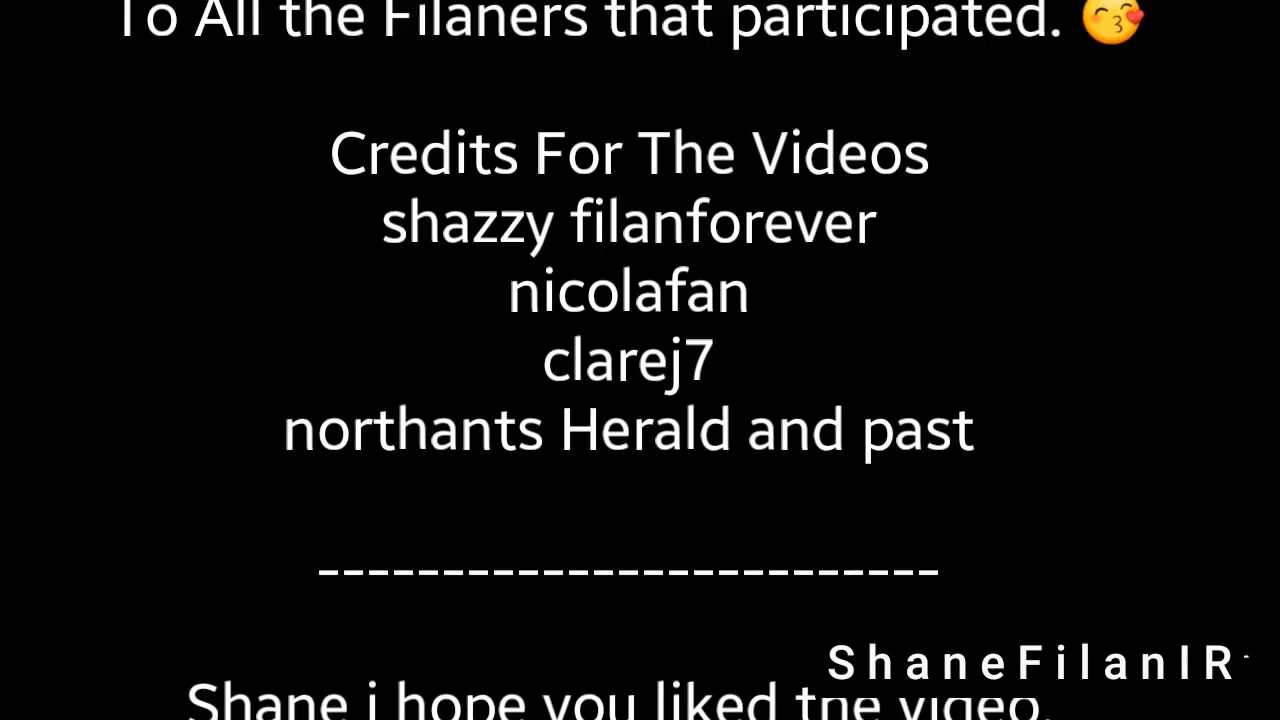 To All the Filaners that participated. 😙
Credits For The Videos
shazzy filanforever
nicolafan
clarej7
northants Herald and past
-------------------------
ShaneFilanIR
Shane i hope you liked the video.